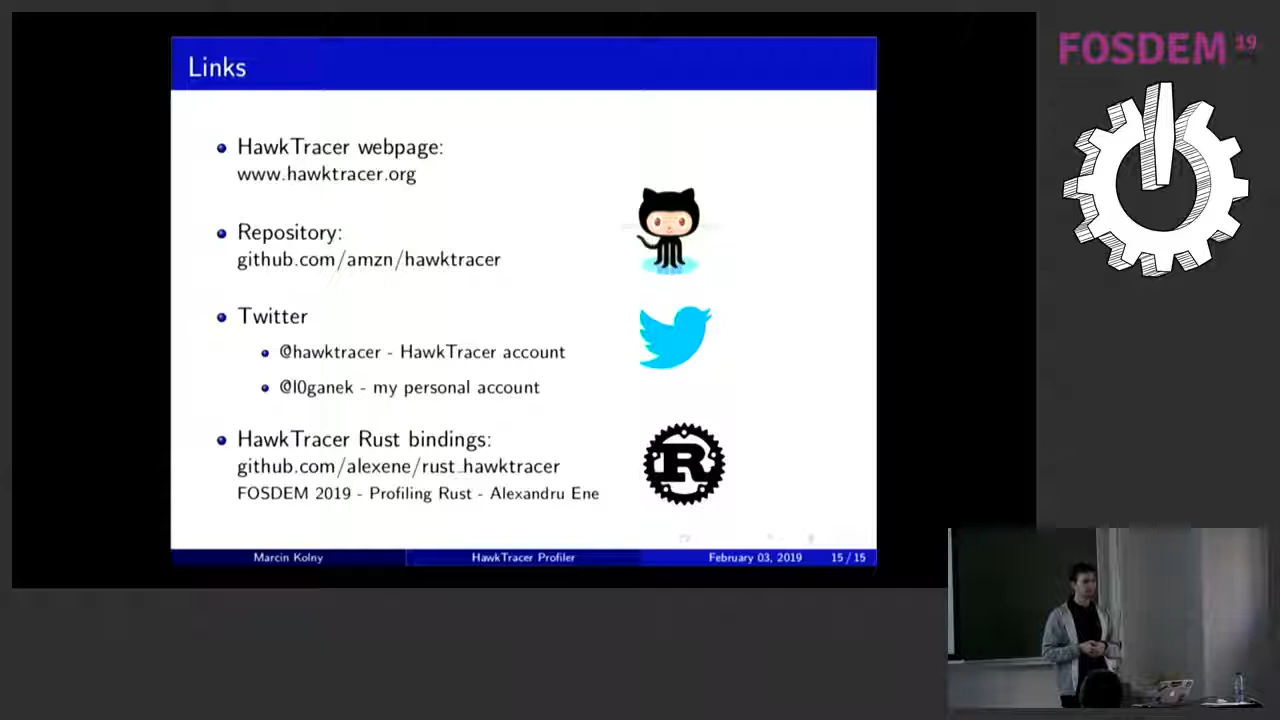 FOSDEM 19
Links
HawkTracer webpage:
www.hawktracer.org
Repository:
github.com/amzn/hawktracer
Twitter
@hawktracer - HawkTracer account
@l0ganek - my personal account
HawkTracer Rust bindings:
github.com/alexene/rust_hawktracer
FOSDEM 2019 - Profiling Rust - Alexandru Ene
R
Marcin Kolny
HawkTracer Profiler
February 03, 2019
15 / 15